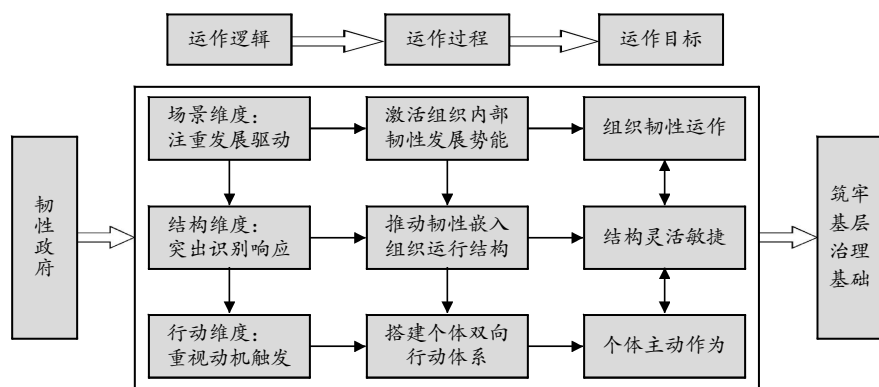 运作逻辑
运作过程
运作目标
场景维度：
注重发展驱动
激活组织内部
韧性发展势能
组织韧性运作
韧性政府
结构维度：
突出识别响应
推动韧性嵌入
组织运行结构
结构灵活敏捷
筑牢
基层
治理
基础
行动维度：
重视动机触发
搭建个体双向
行动体系
个体主动作为